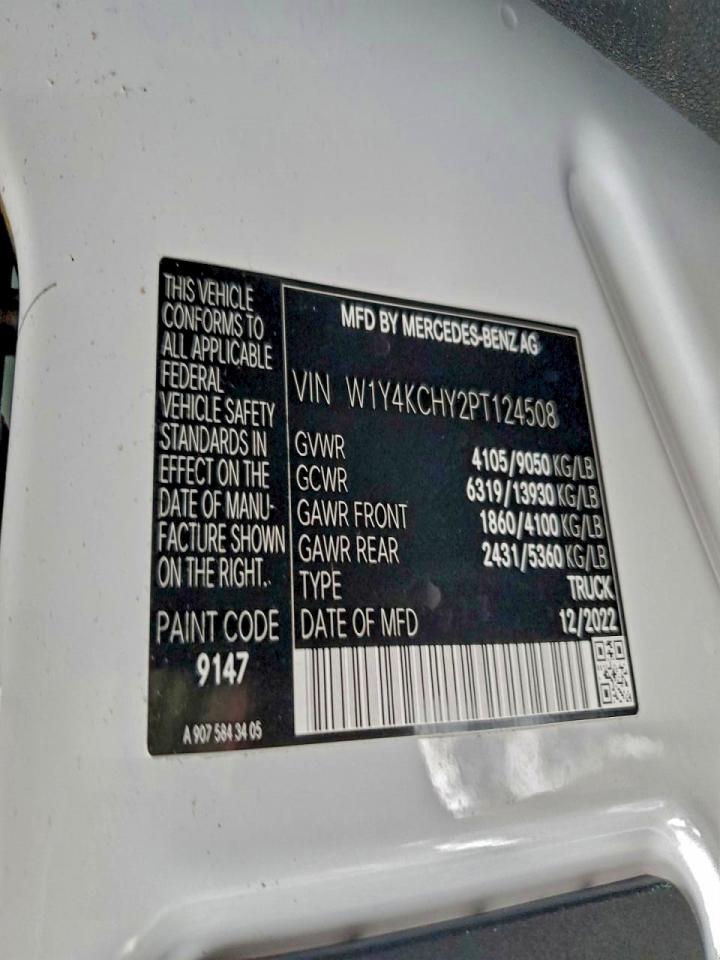 THIS VEHICLE
CONFORMS TO
ALL APPLICABLE
FEDERAL
VEHICLE SAFETY
STANDARDS IN
EFFECT ON THE
DATE OF MANU-
FACTURE SHOWN
ON THE RIGHT.
PAINT CODE
9147
A 907 584 34 05
MFD BY MERCEDES-BENZ AG
VIN W1Y4KCHY2PT124508
GVWR 4105/9050 KG/LB
GCWR 6319/13930 KG/LB
GAWR FRONT 1860/4100 KG/LB
GAWR REAR 2431/5360 KG/LB
TYPE TRUCK
DATE OF MFD 12/2022